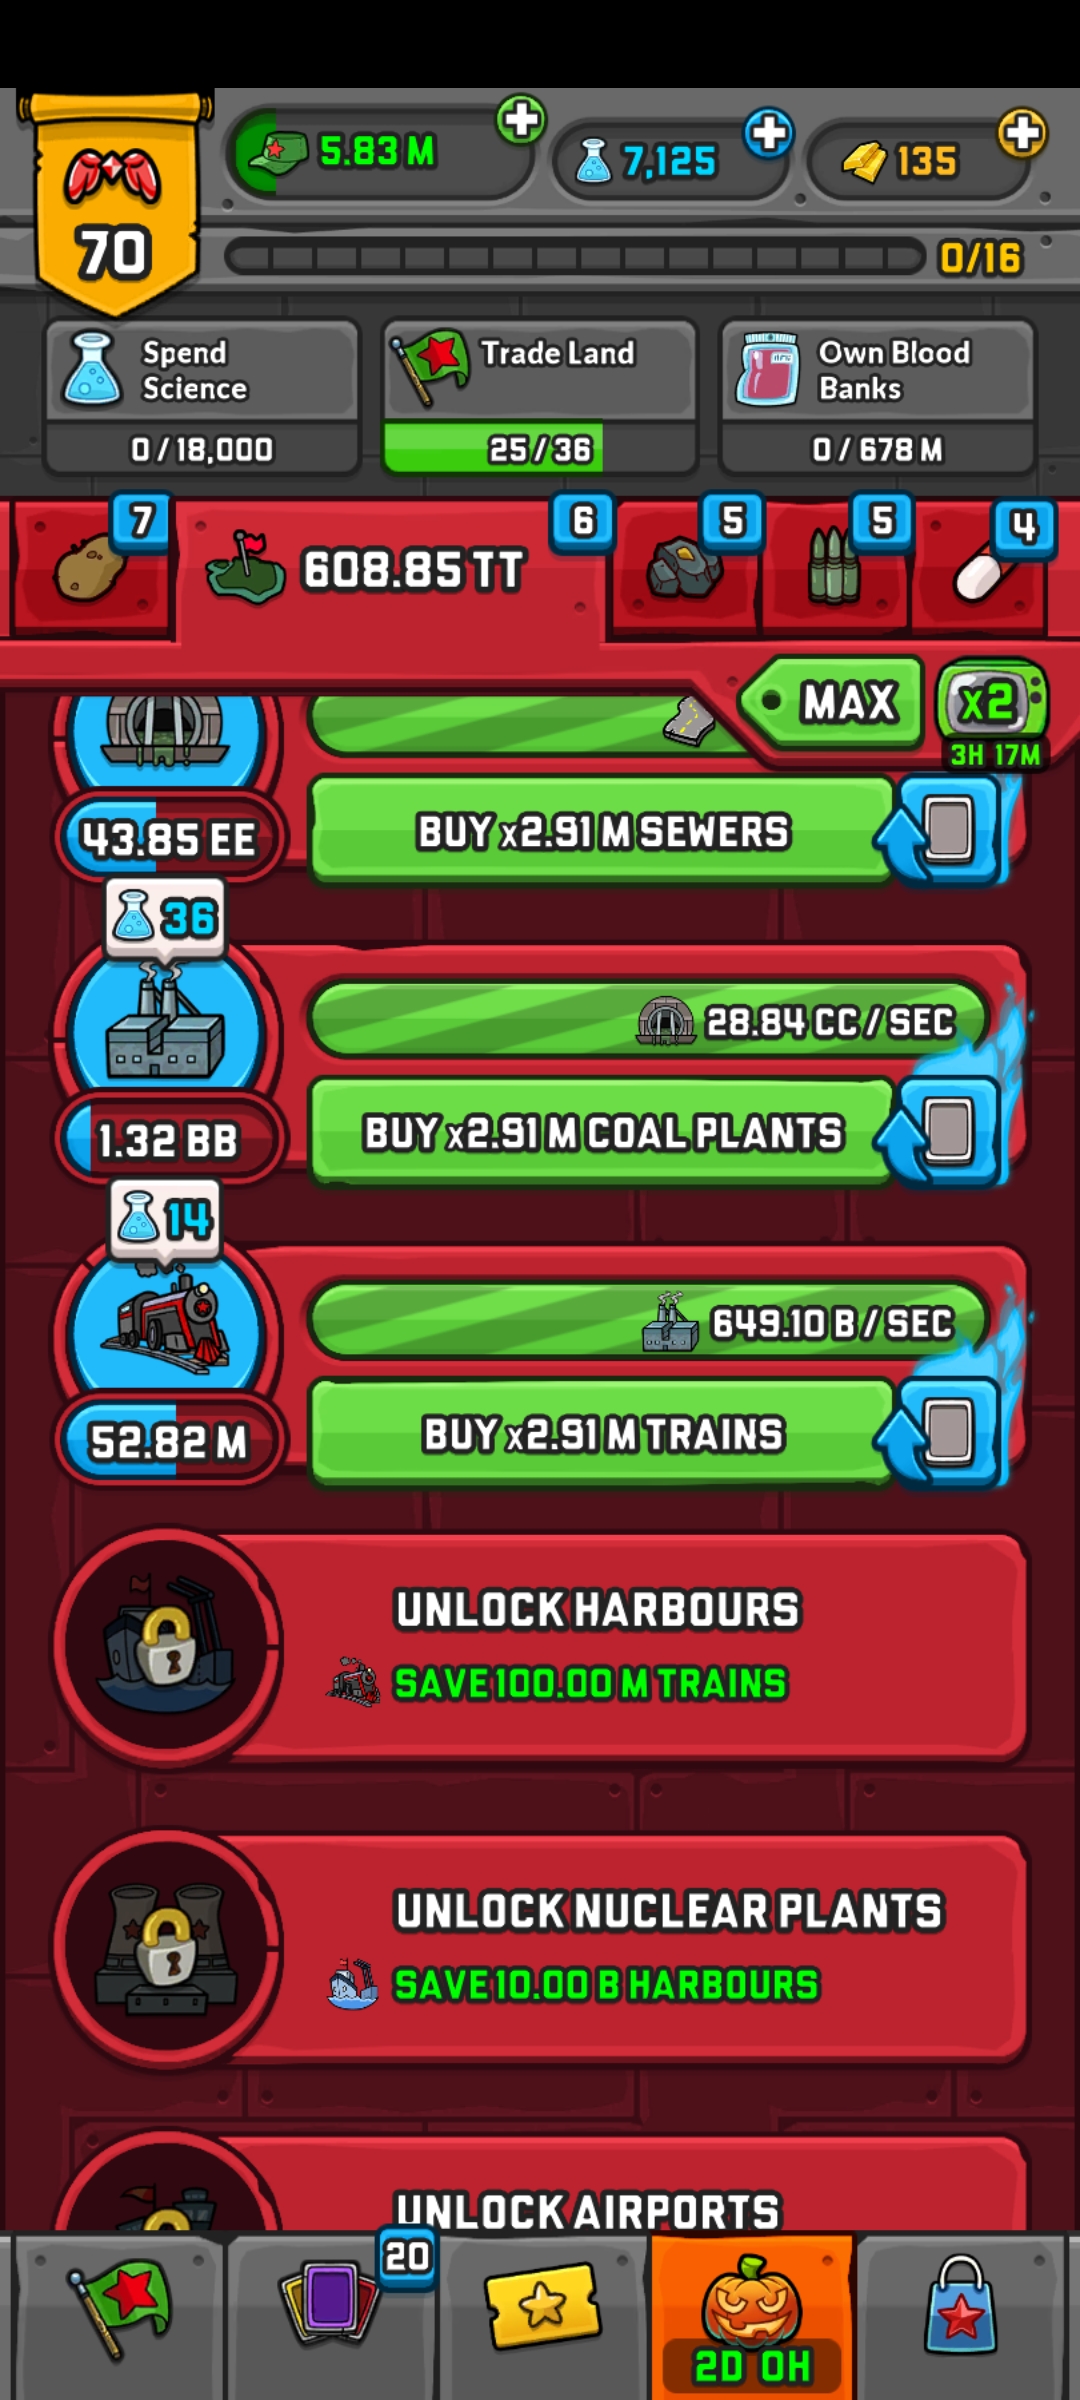 5.83 M
7,125
135
70
0/16
Spend
Science
0 / 18,000
Trade Land
25 / 36
Own Blood
Banks
0 / 678 M
7
608.85 TT
6
5
5
4
MAX
x2
3H 17M
BUY x2.91 M SEWERS
43.85 EE
36
28.84 CC / SEC
BUY x2.91 M COAL PLANTS
1.32 BB
14
649.10 B / SEC
BUY x2.91 M TRAINS
52.82 M
UNLOCK HARBOURS
SAVE 100.00 M TRAINS
UNLOCK NUCLEAR PLANTS
SAVE 10.00 B HARBOURS
UNLOCK AIRPORTS
20
2D 0H